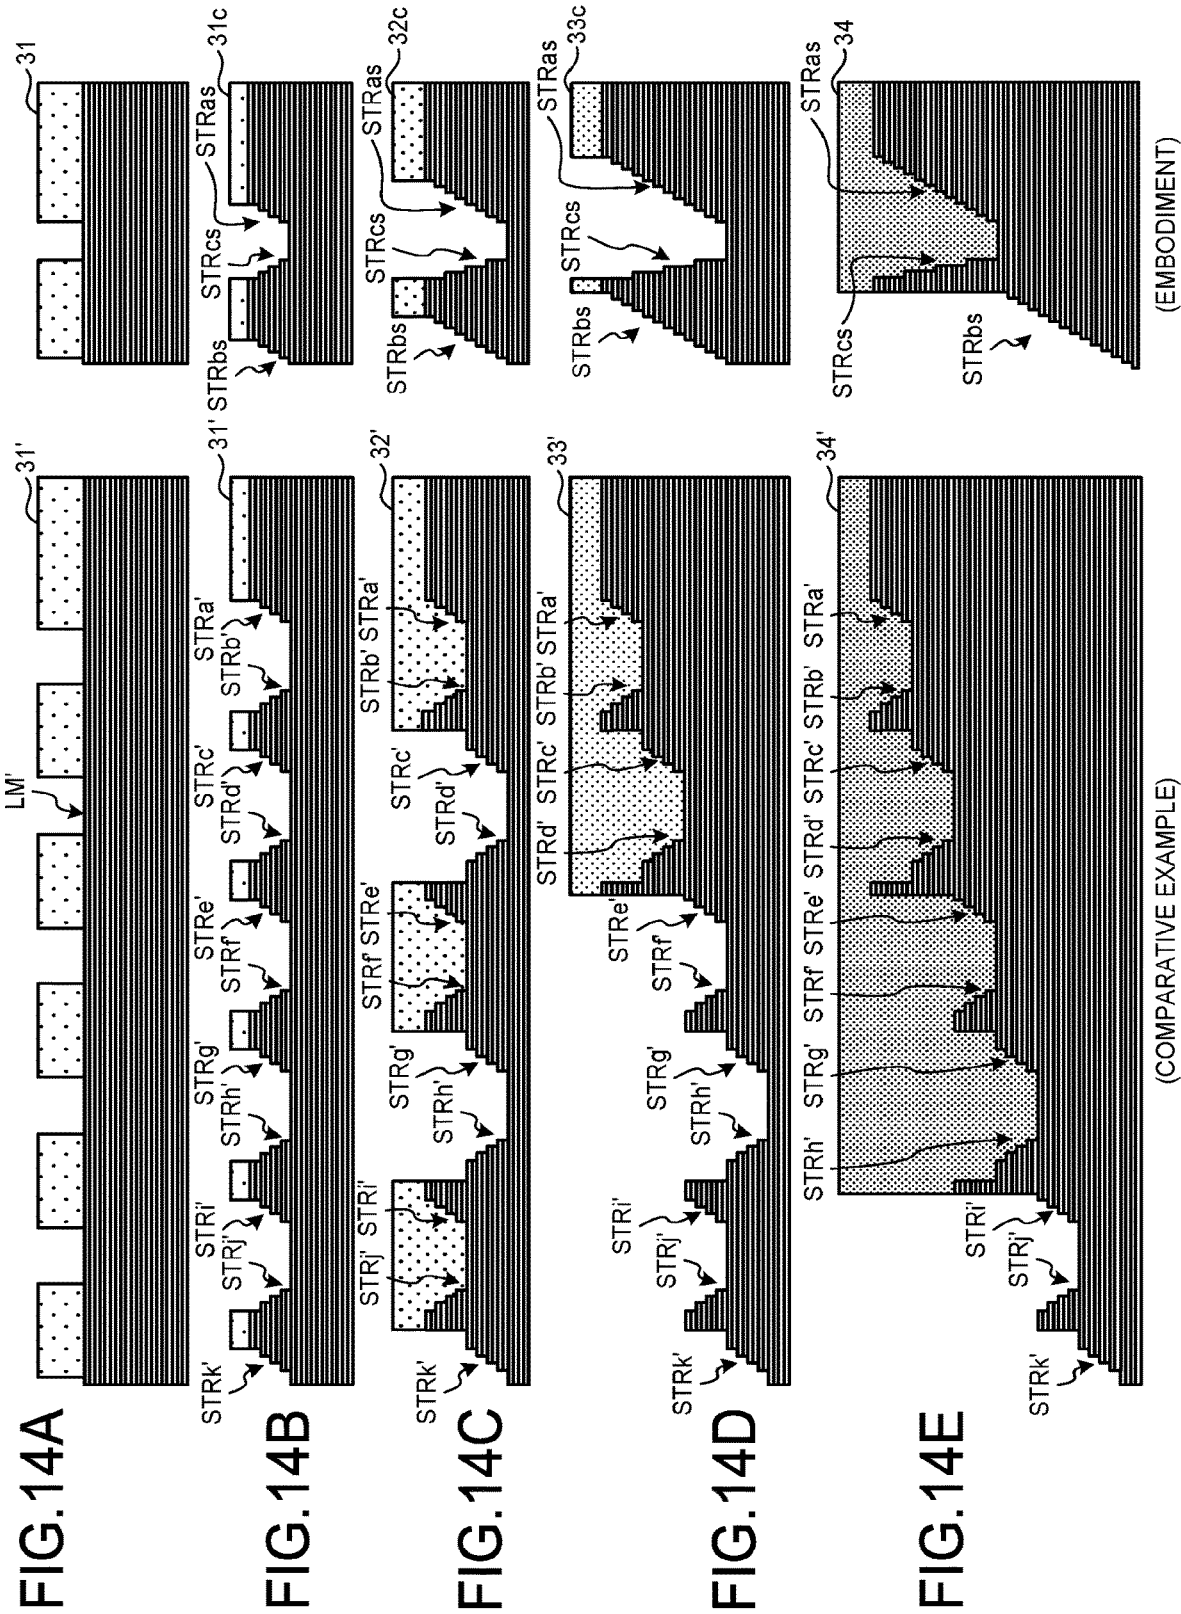 FIG.14A
LM'
31'
31
FIG.14B
STRk'
STRj'
STRi'
STRh'
STRg'
STRf'
STRe'
STRd'
STRc'
STRb'
STRa'
31'
STRbs
STRcs
STRas
31c
FIG.14C
STRk'
STRj'
STRi'
STRh'
STRg'
STRf'
STRe'
STRd'
STRc'
STRb'
STRa'
32'
STRbs
STRcs
STRas
32c
FIG.14D
STRk'
STRj'
STRi'
STRh'
STRg'
STRf'
STRe'
STRd'
STRc'
STRb'
STRa'
33'
STRbs
STRcs
STRas
33c
FIG.14E
STRk'
STRj'
STRi'
STRh'
STRg'
STRf'
STRe'
STRd'
STRc'
STRb'
STRa'
34'
STRbs
STRcs
STRas
34
(COMPARATIVE EXAMPLE)
(EMBODIMENT)